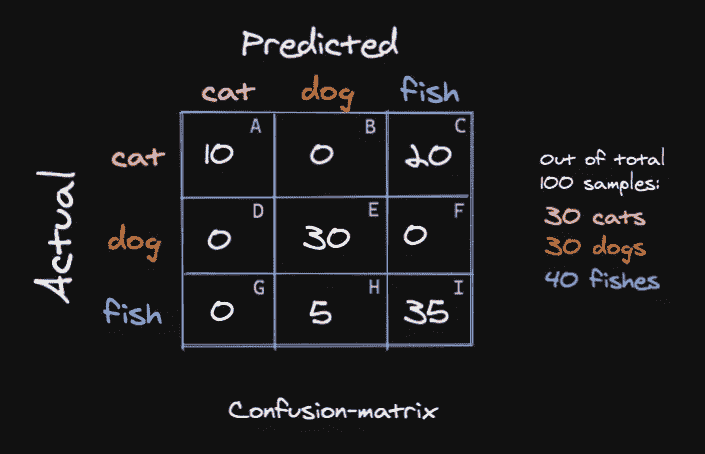 Predicted
cat dog fish
Actual
cat
A
10
B
0
C
20
dog
D
0
E
30
F
0
fish
G
0
H
5
I
35
out of total
100 samples:
30 cats
30 dogs
40 fishes
Confusion-matrix